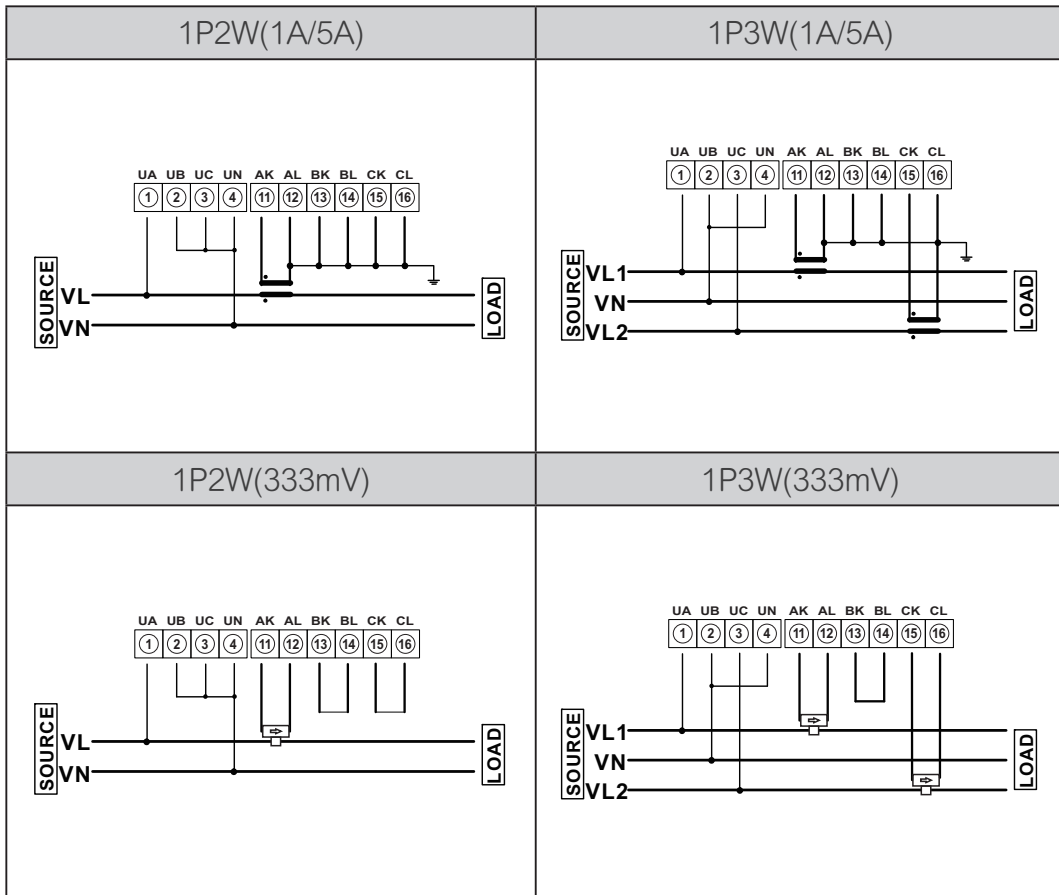 1P2W(1A/5A)
UA UB UC UN AK AL BK BL CK CL
1 2 3 4 11 12 13 14 15 16
SOURCE
VL
VN
LOAD
1P3W(1A/5A)
UA UB UC UN AK AL BK BL CK CL
1 2 3 4 11 12 13 14 15 16
SOURCE
VL1
VN
VL2
LOAD
1P2W(333mV)
UA UB UC UN AK AL BK BL CK CL
1 2 3 4 11 12 13 14 15 16
SOURCE
VL
VN
LOAD
1P3W(333mV)
UA UB UC UN AK AL BK BL CK CL
1 2 3 4 11 12 13 14 15 16
SOURCE
VL1
VN
VL2
LOAD